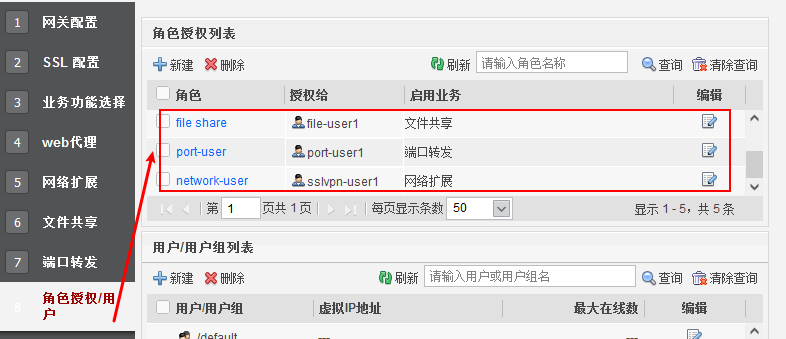 1 网关配置
2 SSL 配置
3 业务功能选择
4 web代理
5 网络扩展
6 文件共享
7 端口转发
8 角色授权/用户
角色授权列表
新建 删除 刷新 请输入角色名称 查询 清除查询
角色 授权给 启用业务 编辑
file share file-user1 文件共享
port-user port-user1 端口转发
network-user sslvpn-user1 网络扩展
第 1 页共 1 页 每页显示条数 50 显示 1 - 5，共 5 条
用户/用户组列表
新建 删除 刷新 请输入用户或用户组名 查询 清除查询
用户/用户组 虚拟IP地址 最大在线数 编辑
/default --- ---